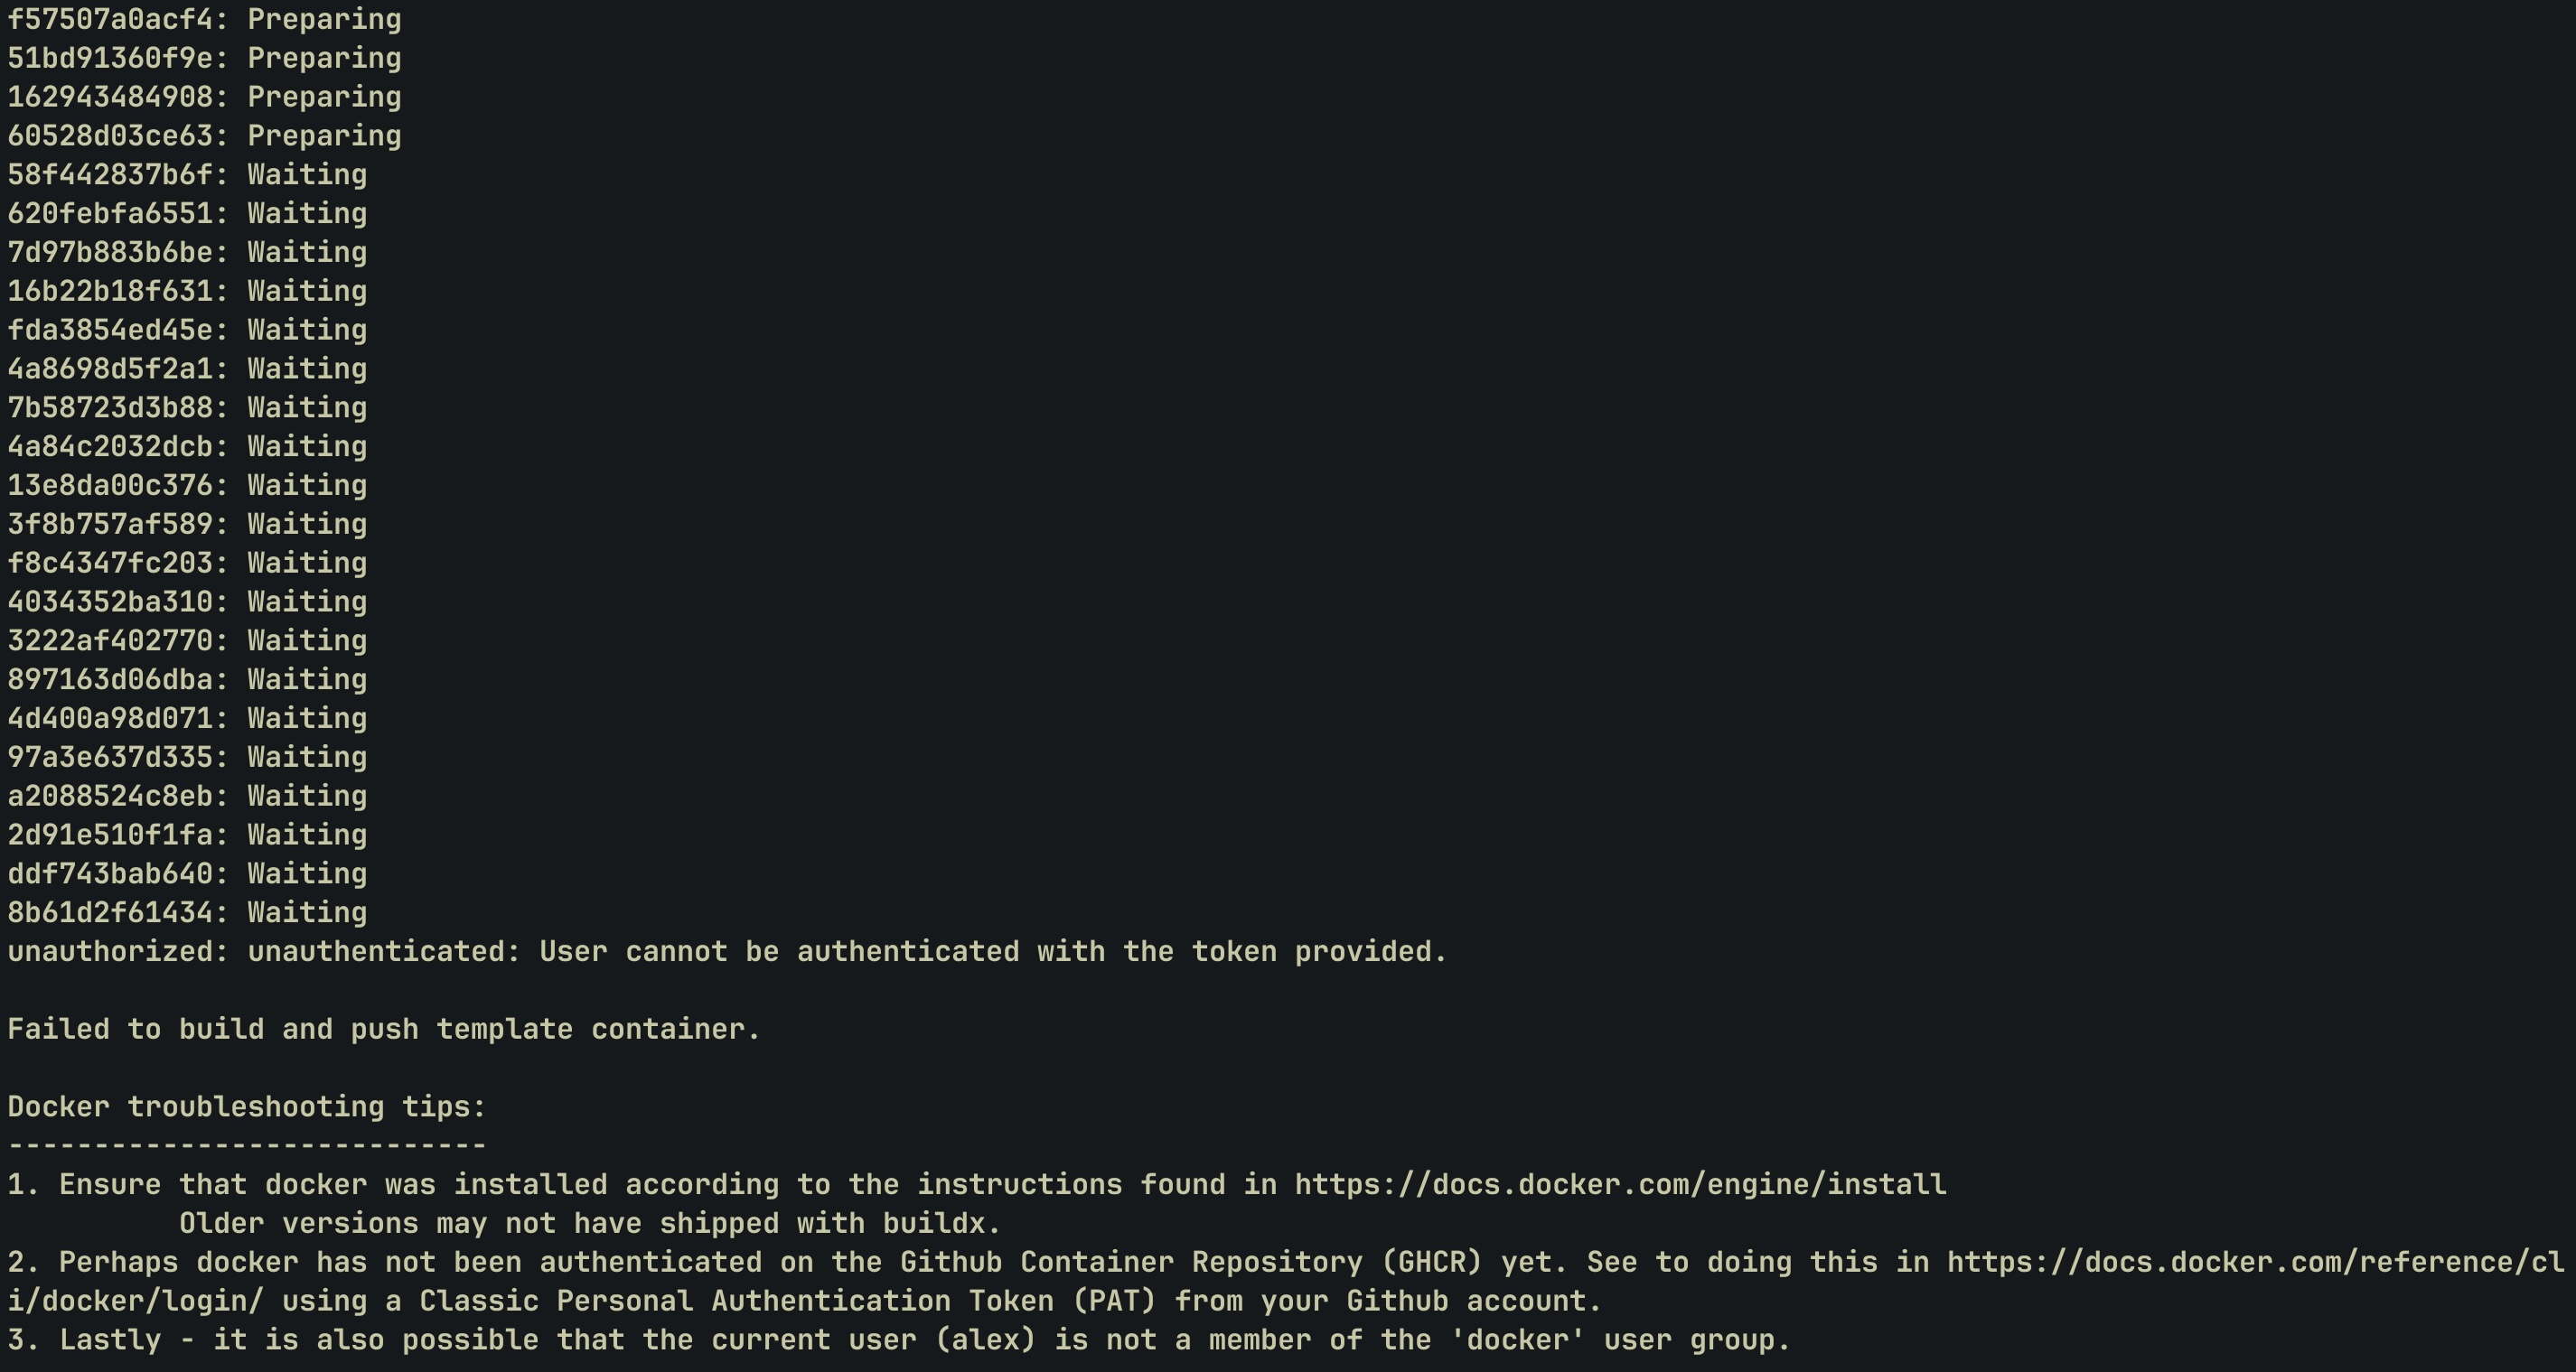 f57507a0acf4: Preparing
51bd91360f9e: Preparing
162943484908: Preparing
60528d03ce63: Preparing
58f442837b6f: Waiting
620febfa6551: Waiting
7d97b883b6be: Waiting
16b22b18f631: Waiting
fda3854ed45e: Waiting
4a8698d5f2a1: Waiting
7b58723d3b88: Waiting
4a84c2032dcb: Waiting
13e8da00c376: Waiting
3f8b757af589: Waiting
f8c4347fc203: Waiting
4034352ba310: Waiting
3222af402770: Waiting
897163d06dba: Waiting
4d400a98d071: Waiting
97a3e637d335: Waiting
a2088524c8eb: Waiting
2d91e510f1fa: Waiting
ddf743bab640: Waiting
8b61d2f61434: Waiting
unauthorized: unauthenticated: User cannot be authenticated with the token provided.
Failed to build and push template container.
Docker troubleshooting tips:
----------------------------
1. Ensure that docker was installed according to the instructions found in https://docs.docker.com/engine/install
Older versions may not have shipped with buildx.
2. Perhaps docker has not been authenticated on the Github Container Repository (GHCR) yet. See to doing this in https://docs.docker.com/reference/cl
i/docker/login/ using a Classic Personal Authentication Token (PAT) from your Github account.
3. Lastly - it is also possible that the current user (alex) is not a member of the 'docker' user group.